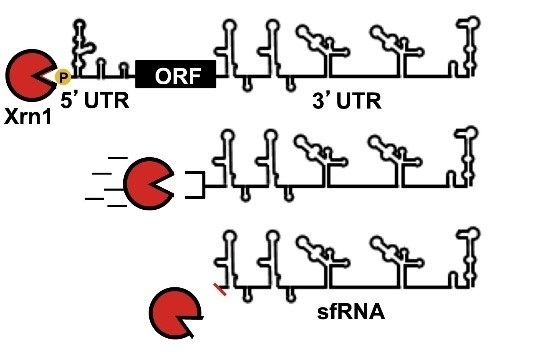 P
ORF
5' UTR
3' UTR
Xrn1
sfRNA